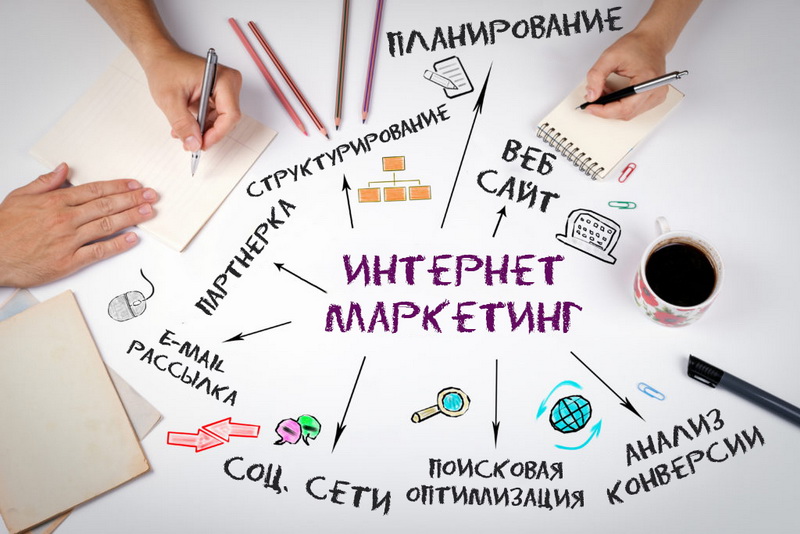 ПЛАНИРОВАНИЕ
СТРУКТУРИРОВАНИЕ
ВЕБ
САЙТ
ПАРТНЕРКА
ИНТЕРНЕТ
МАРКЕТИНГ
E-MAIL
РАССЫЛКА
СОЦ. СЕТИ
ПОИСКОВАЯ
ОПТИМИЗАЦИЯ
АНАЛИЗ
КОНВЕРСИИ